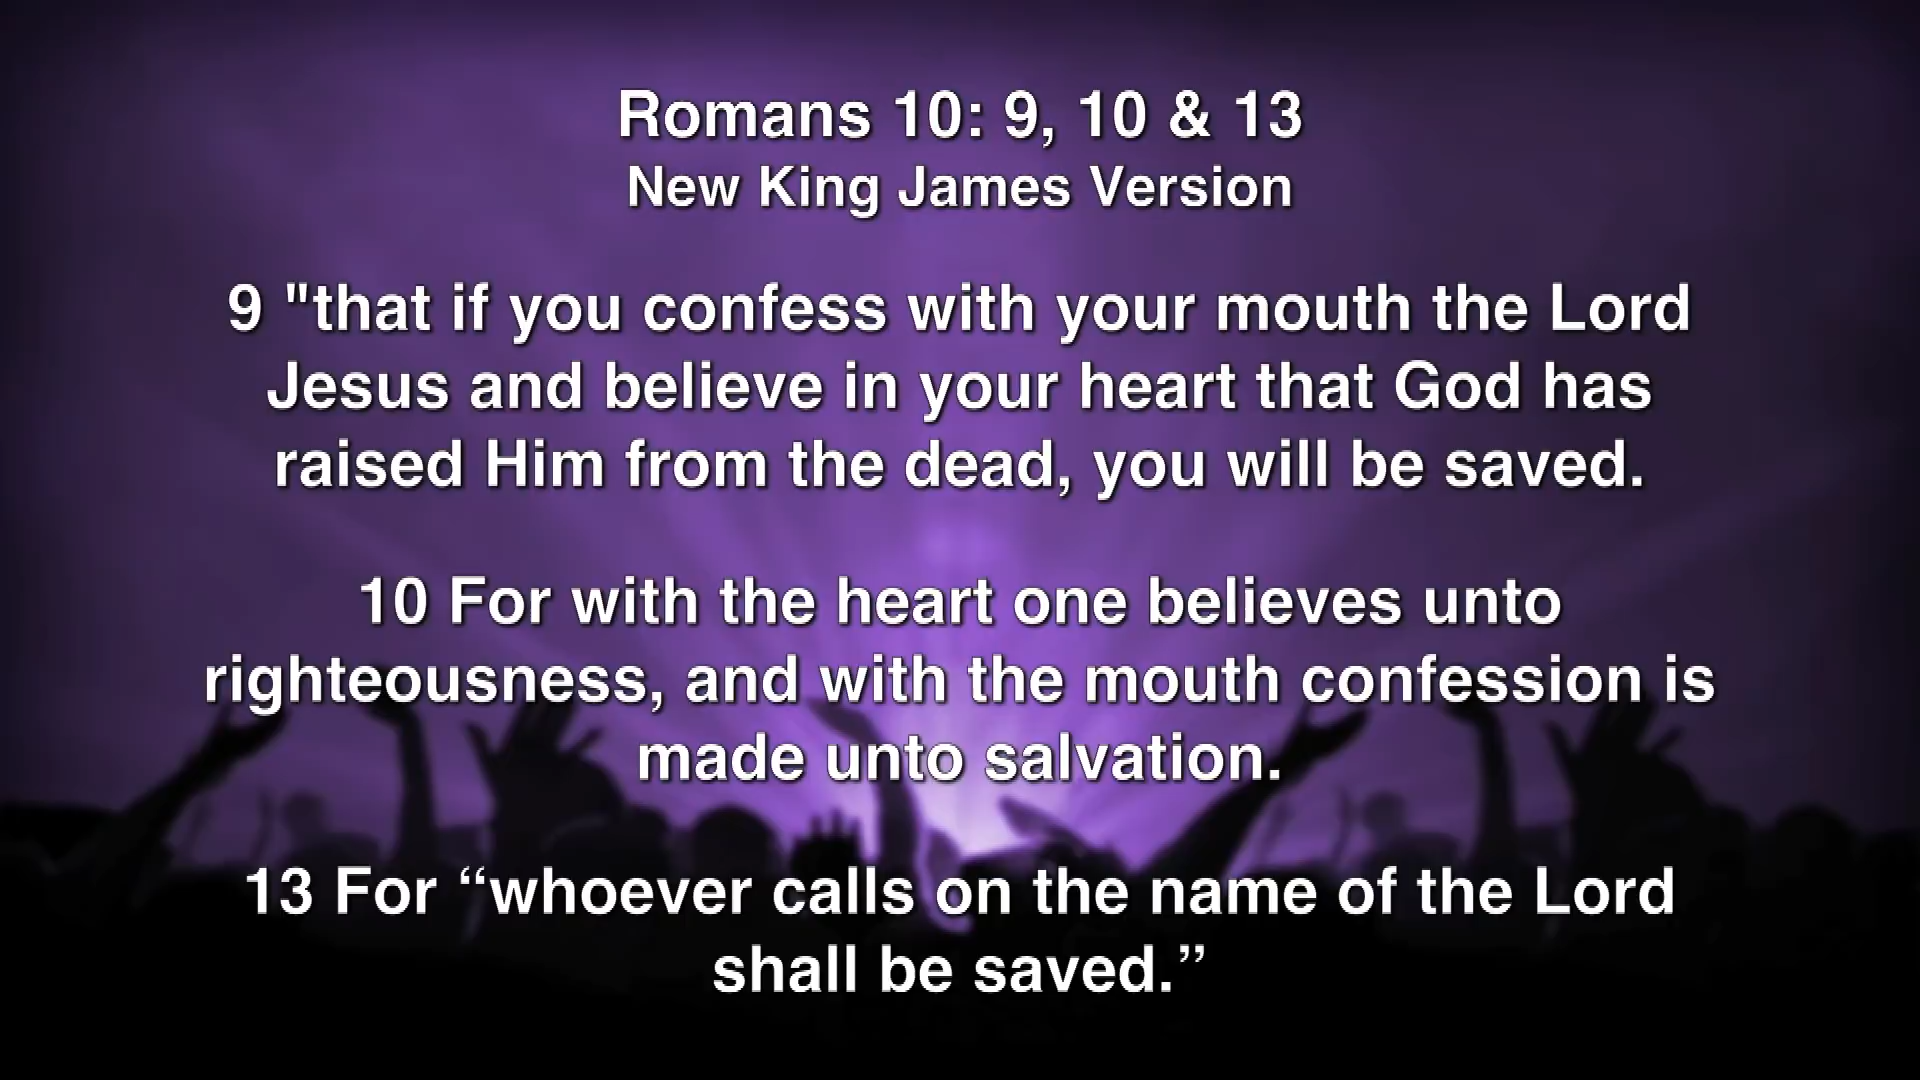 Romans 10: 9, 10 & 13
New King James Version
9 "that if you confess with your mouth the Lord
Jesus and believe in your heart that God has
raised Him from the dead, you will be saved.
10 For with the heart one believes unto
righteousness, and with the mouth confession is
made unto salvation.
13 For “whoever calls on the name of the Lord
shall be saved.”